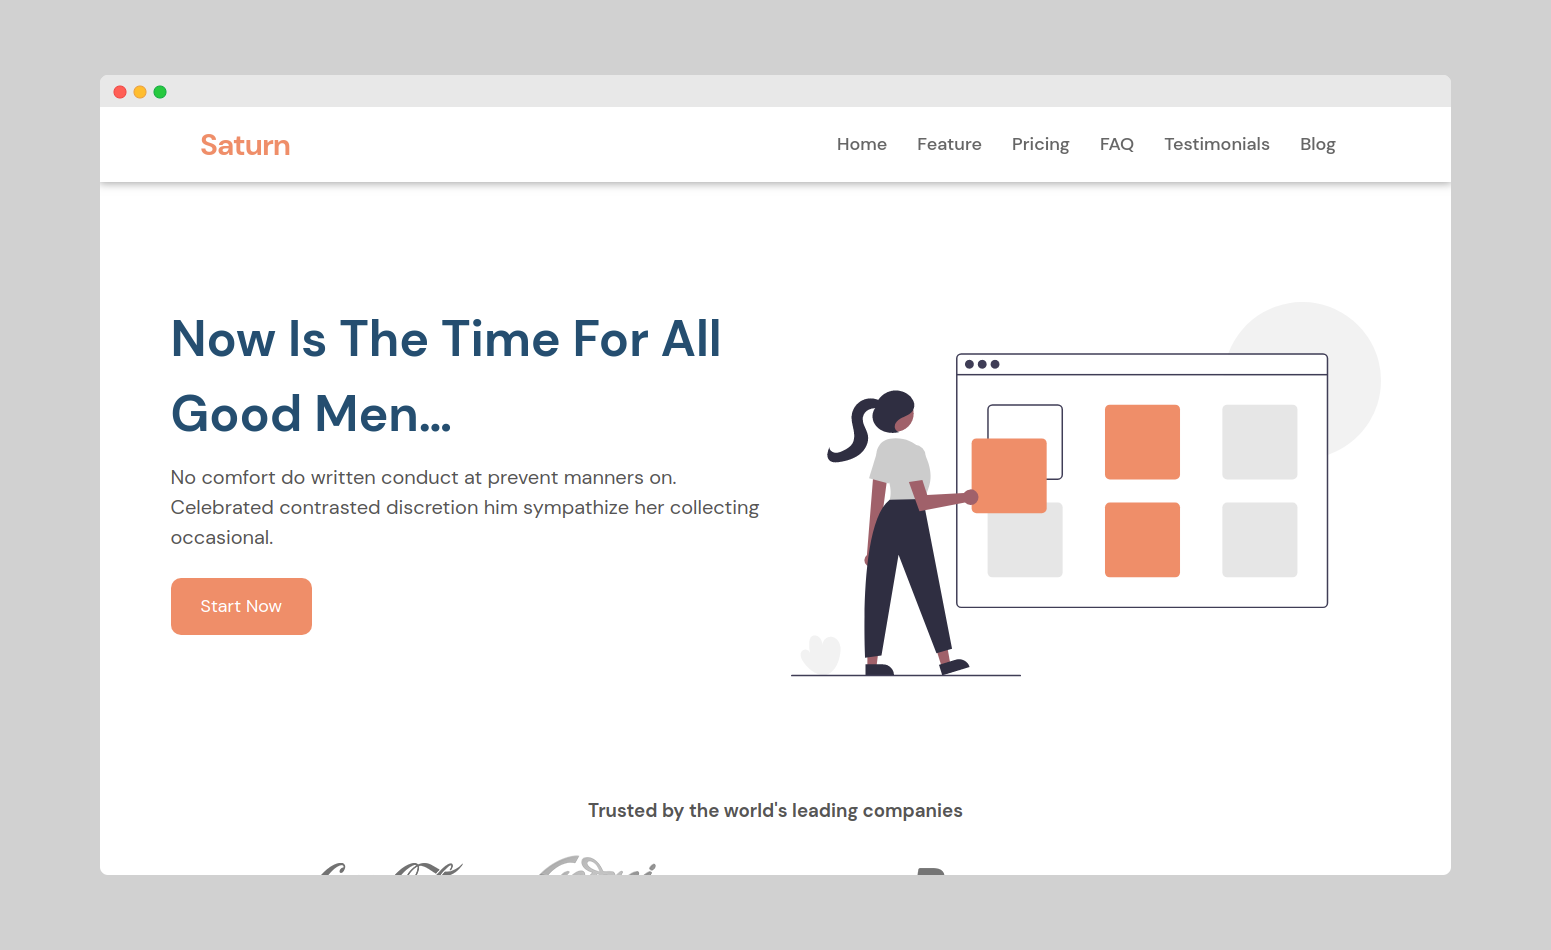 Saturn
Home Feature Pricing FAQ Testimonials Blog
Now Is The Time For All
Good Men...
No comfort do written conduct at prevent manners on.
Celebrated contrasted discretion him sympathize her collecting
occasional.
Start Now
Trusted by the world's leading companies